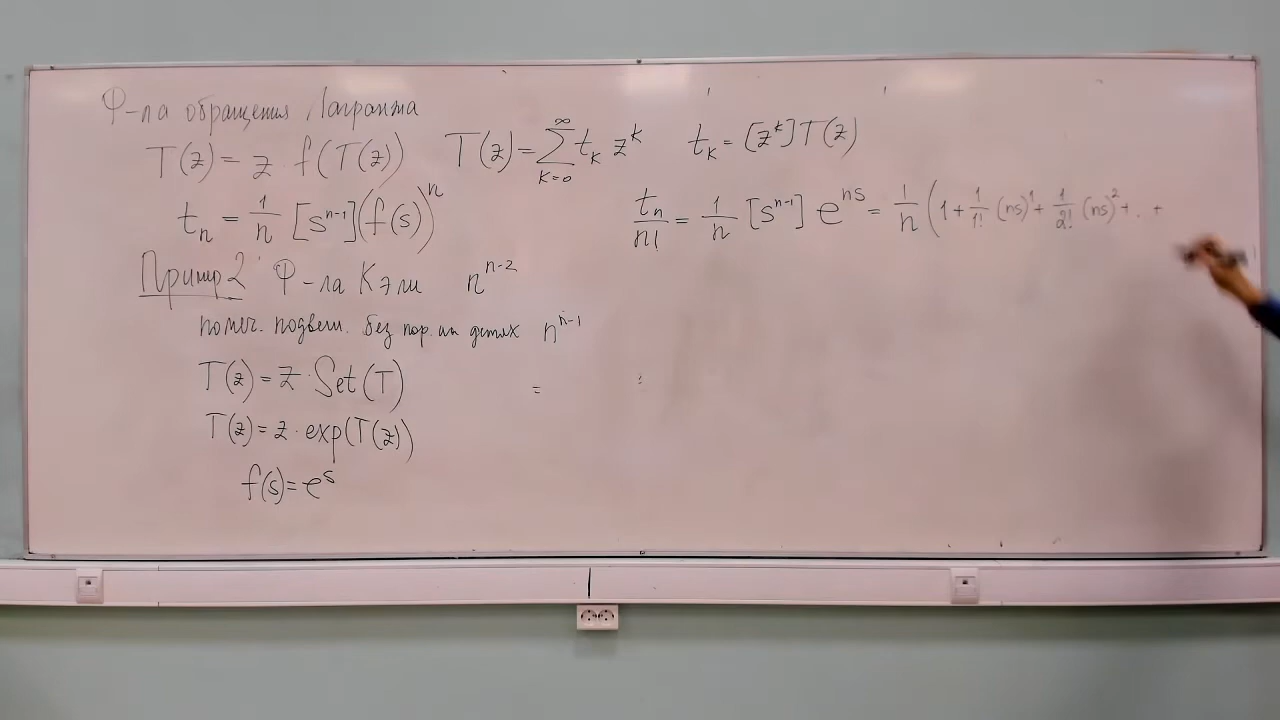 Ф-ла обращения Лагранжа
T(z) = z · f(T(z))   T(z) = ∑_{k=0}^{∞} t_k z^k   t_k = [z^k] T(z)
t_n = 1/n [s^{n-1}] (f(s))^n
t_n/n! = 1/n [s^{n-1}] e^{ns} = 1/n (1 + 1/1! (ns)^1 + 1/2! (ns)^2 + .. +
Пример 2 Ф-ла Кэли n^{n-2}
помеч. подвеш. без пор. на детях n^{n-1}
T(z) = z · Set(T)
=
T(z) = z · exp(T(z))
f(s) = e^s